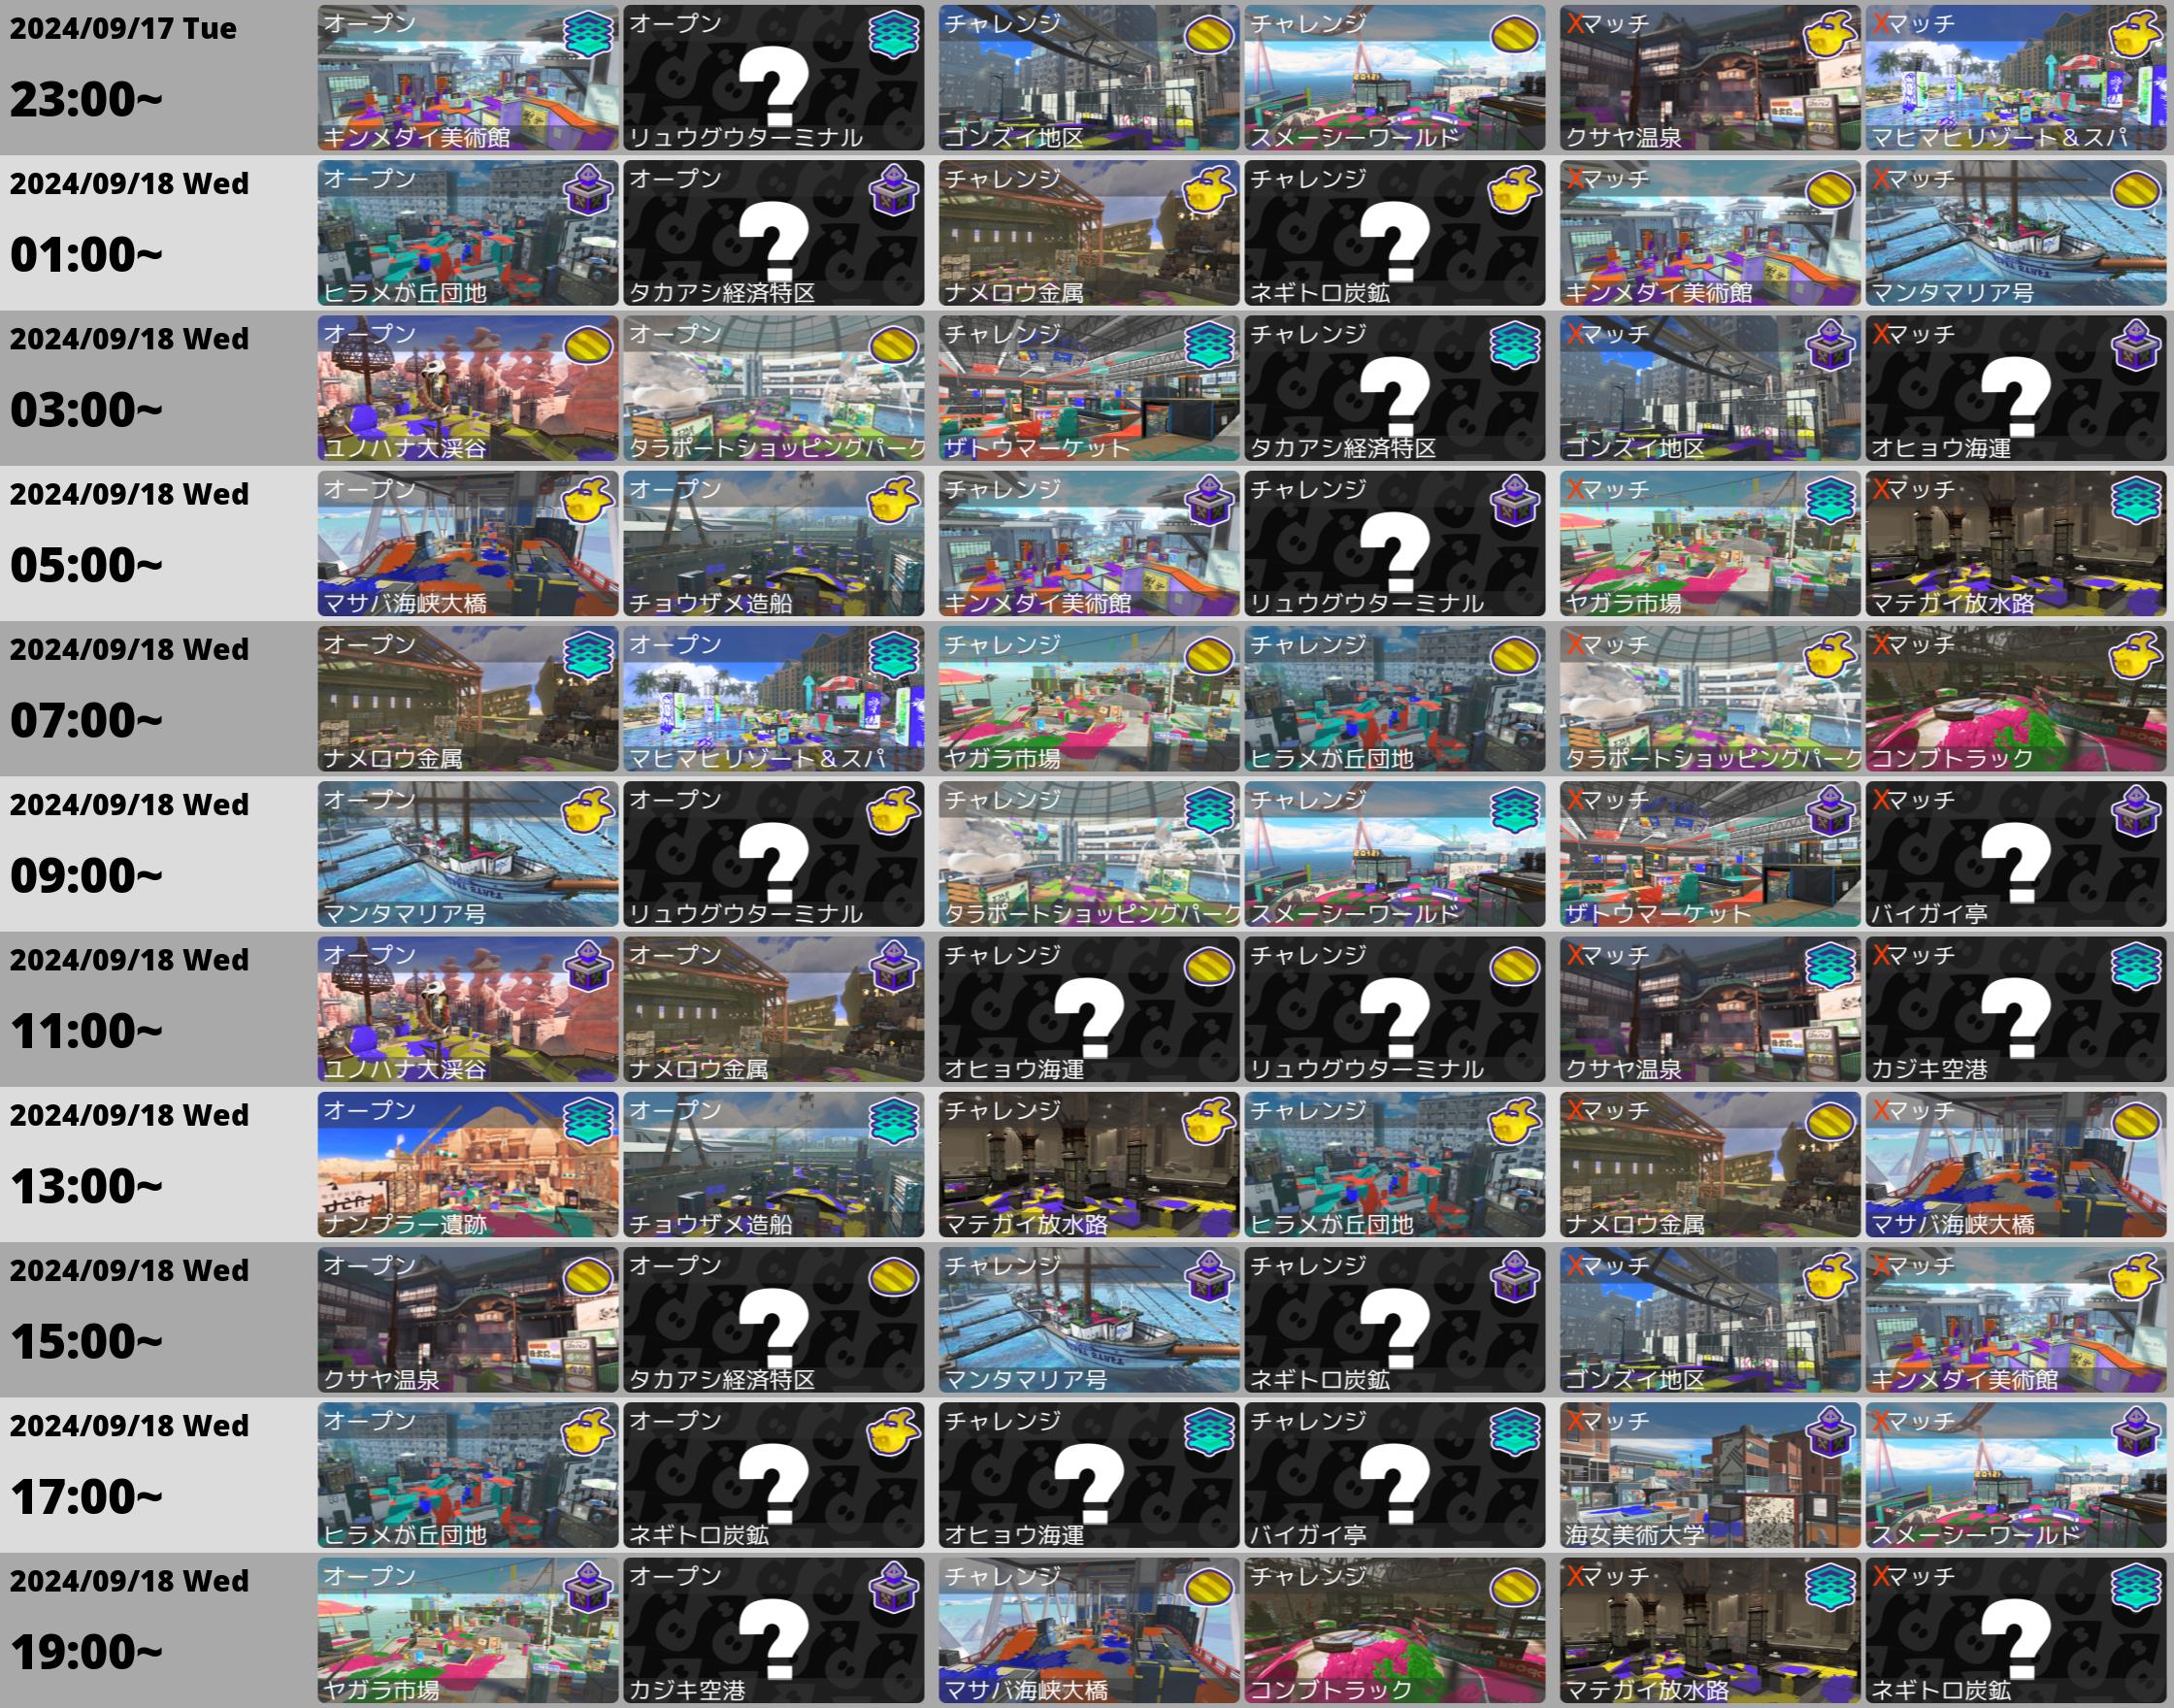 2024/09/17 Tue
23:00~
オープン
キンメダイ美術館
オープン
リュウグウターミナル
チャレンジ
ゴンズイ地区
チャレンジ
スメーシーワールド
Xマッチ
クサヤ温泉
Xマッチ
マヒマヒリゾート＆スパ
2024/09/18 Wed
01:00~
オープン
ヒラメが丘団地
オープン
タカアシ経済特区
チャレンジ
ナメロウ金属
チャレンジ
ネギトロ炭鉱
Xマッチ
キンメダイ美術館
Xマッチ
マンタマリア号
2024/09/18 Wed
03:00~
オープン
ユノハナ大渓谷
オープン
タラポートショッピングパーク
チャレンジ
ザトウマーケット
チャレンジ
タカアシ経済特区
Xマッチ
ゴンズイ地区
Xマッチ
オヒョウ海運
2024/09/18 Wed
05:00~
オープン
マサバ海峡大橋
オープン
チョウザメ造船
チャレンジ
キンメダイ美術館
チャレンジ
リュウグウターミナル
Xマッチ
ヤガラ市場
Xマッチ
マテガイ放水路
2024/09/18 Wed
07:00~
オープン
ナメロウ金属
オープン
マヒマヒリゾート＆スパ
チャレンジ
ヤガラ市場
チャレンジ
ヒラメが丘団地
Xマッチ
タラポートショッピングパーク
Xマッチ
コンブトラック
2024/09/18 Wed
09:00~
オープン
マンタマリア号
オープン
リュウグウターミナル
チャレンジ
タラポートショッピングパーク
チャレンジ
スメーシーワールド
Xマッチ
ザトウマーケット
Xマッチ
バイガイ亭
2024/09/18 Wed
11:00~
オープン
ユノハナ大渓谷
オープン
ナメロウ金属
チャレンジ
オヒョウ海運
チャレンジ
リュウグウターミナル
Xマッチ
クサヤ温泉
Xマッチ
カジキ空港
2024/09/18 Wed
13:00~
オープン
ナンプラー遺跡
オープン
チョウザメ造船
チャレンジ
マテガイ放水路
チャレンジ
ヒラメが丘団地
Xマッチ
ナメロウ金属
Xマッチ
マサバ海峡大橋
2024/09/18 Wed
15:00~
オープン
クサヤ温泉
オープン
タカアシ経済特区
チャレンジ
マンタマリア号
チャレンジ
ネギトロ炭鉱
Xマッチ
ゴンズイ地区
Xマッチ
キンメダイ美術館
2024/09/18 Wed
17:00~
オープン
ヒラメが丘団地
オープン
ネギトロ炭鉱
チャレンジ
オヒョウ海運
チャレンジ
バイガイ亭
Xマッチ
海女美術大学
Xマッチ
スメーシーワールド
2024/09/18 Wed
19:00~
オープン
ヤガラ市場
オープン
カジキ空港
チャレンジ
マサバ海峡大橋
チャレンジ
コンブトラック
Xマッチ
マテガイ放水路
Xマッチ
ネギトロ炭鉱